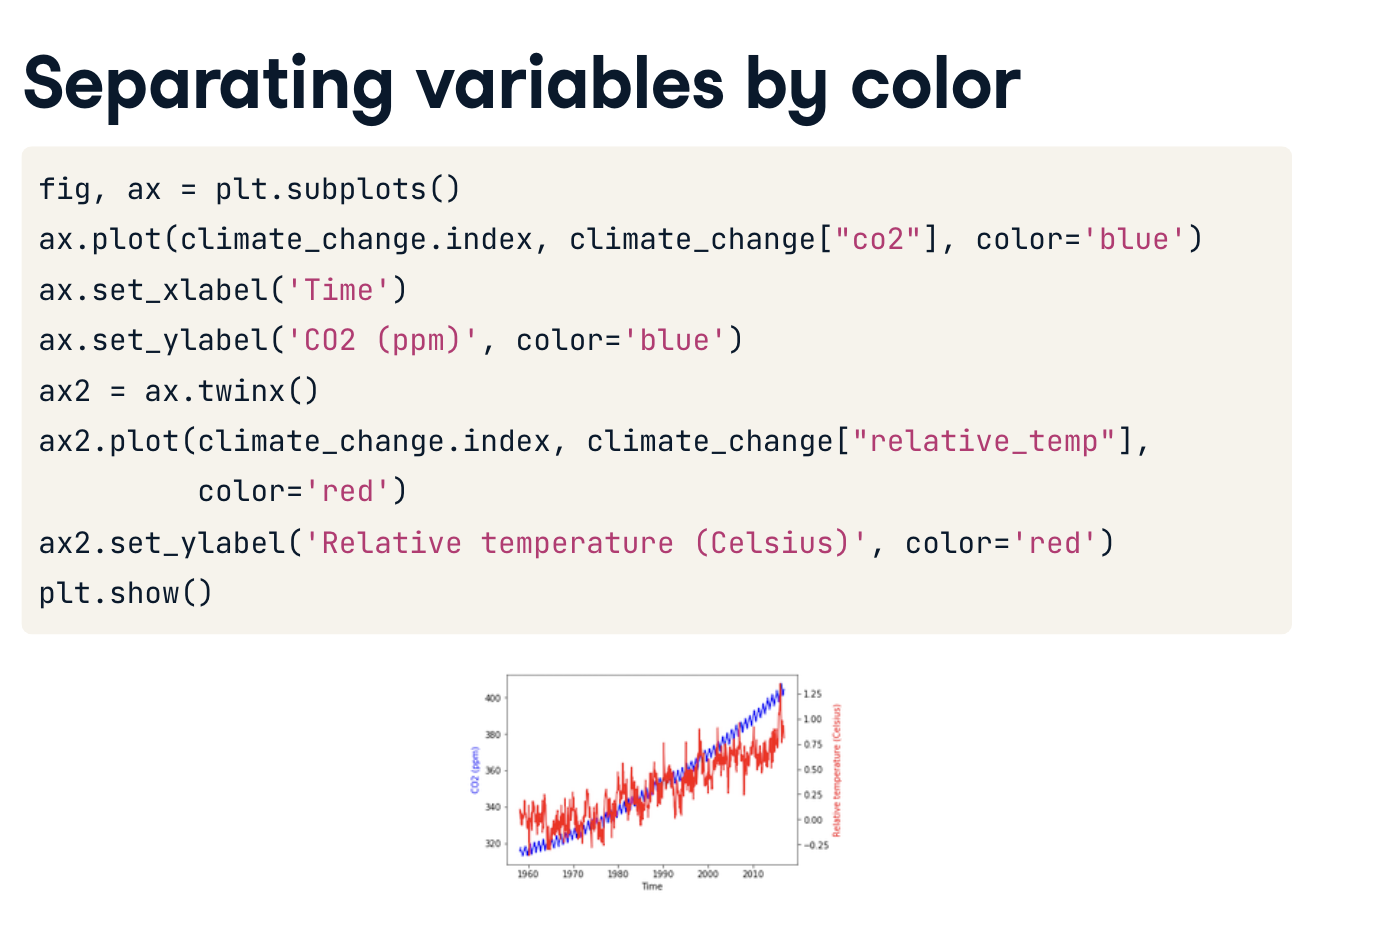 Separating variables by color
fig, ax = plt.subplots()
ax.plot(climate_change.index, climate_change["co2"], color='blue')
ax.set_xlabel('Time')
ax.set_ylabel('CO2 (ppm)', color='blue')
ax2 = ax.twinx()
ax2.plot(climate_change.index, climate_change["relative_temp"],
         color='red')
ax2.set_ylabel('Relative temperature (Celsius)', color='red')
plt.show()
CO2 (ppm)
400
380
360
340
320
1960 1970 1980 1990 2000 2010
Time
1.25
1.00
0.75
0.50
0.25
0.00
−0.25
Relative temperature (Celsius)